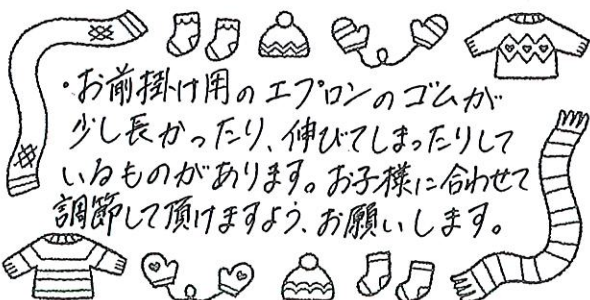 ・お前掛け用のエプロンのゴムが
少し長かったり、伸びてしまったりして
いるものがあります。お子様に合わせて
調節して頂けますよう、お願いします。